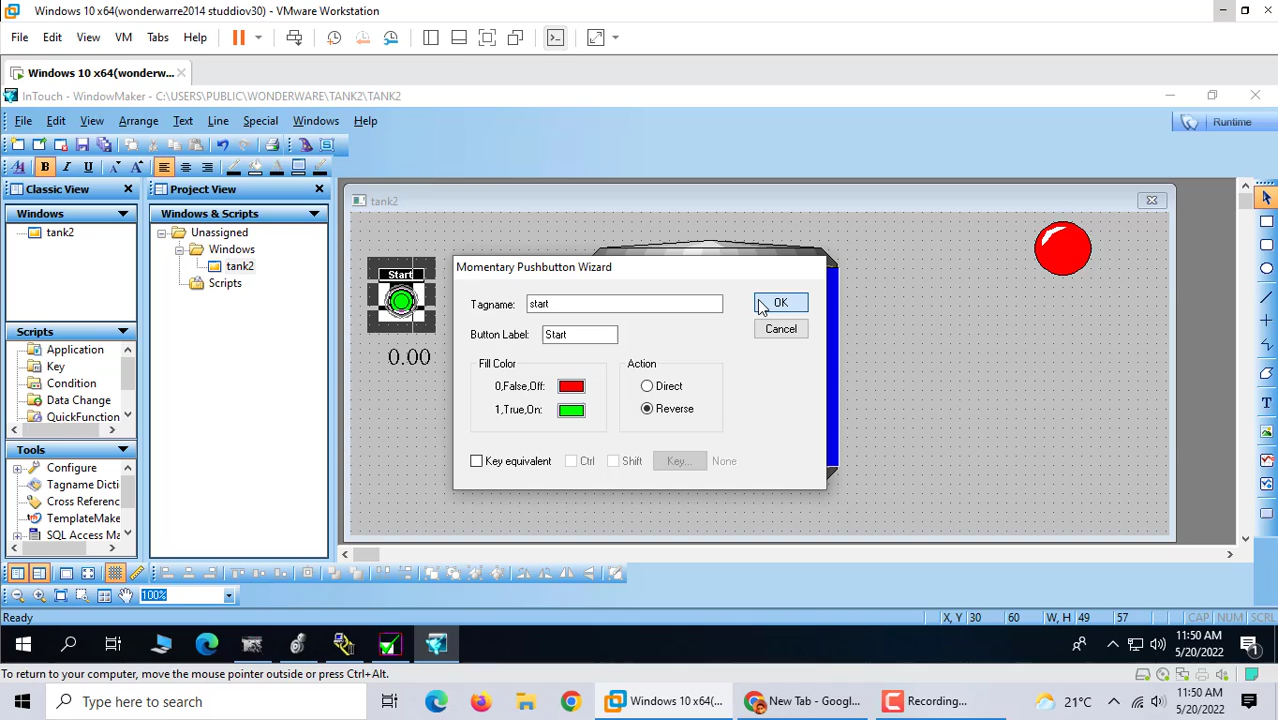 Windows 10 x64(wonderwarre2014 studdiov30) - VMware Workstation
File Edit View VM Tabs Help
Windows 10 x64(wonderw...
InTouch - WindowMaker - C:\USERS\PUBLIC\WONDERWARE\TANK2\TANK2
File Edit View Arrange Text Line Special Windows Help
Runtime
Classic View
Project View
Windows
tank2
Windows & Scripts
Unassigned
Windows
tank2
Scripts
Scripts
Application
Key
Condition
Data Change
QuickFunction
Tools
Configure
Tagname Dict
Cross Referenc
TemplateMake
SQL Access Ma
tank2
Start
0.00
Momentary Pushbutton Wizard
Tagname: start
OK
Button Label: Start
Cancel
Fill Color
Action
0,False,Off:
Direct
1,True,On:
Reverse
Key equivalent Ctrl Shift Key... None
100%
Ready
X, Y 30 60 W, H 49 57 CAP NUM SCRL
11:50 AM
5/20/2022
1
To return to your computer, move the mouse pointer outside or press Ctrl+Alt.
Type here to search
Windows 10 x64(wo...
New Tab - Googl...
Recording...
21°C
11:50 AM
5/20/2022